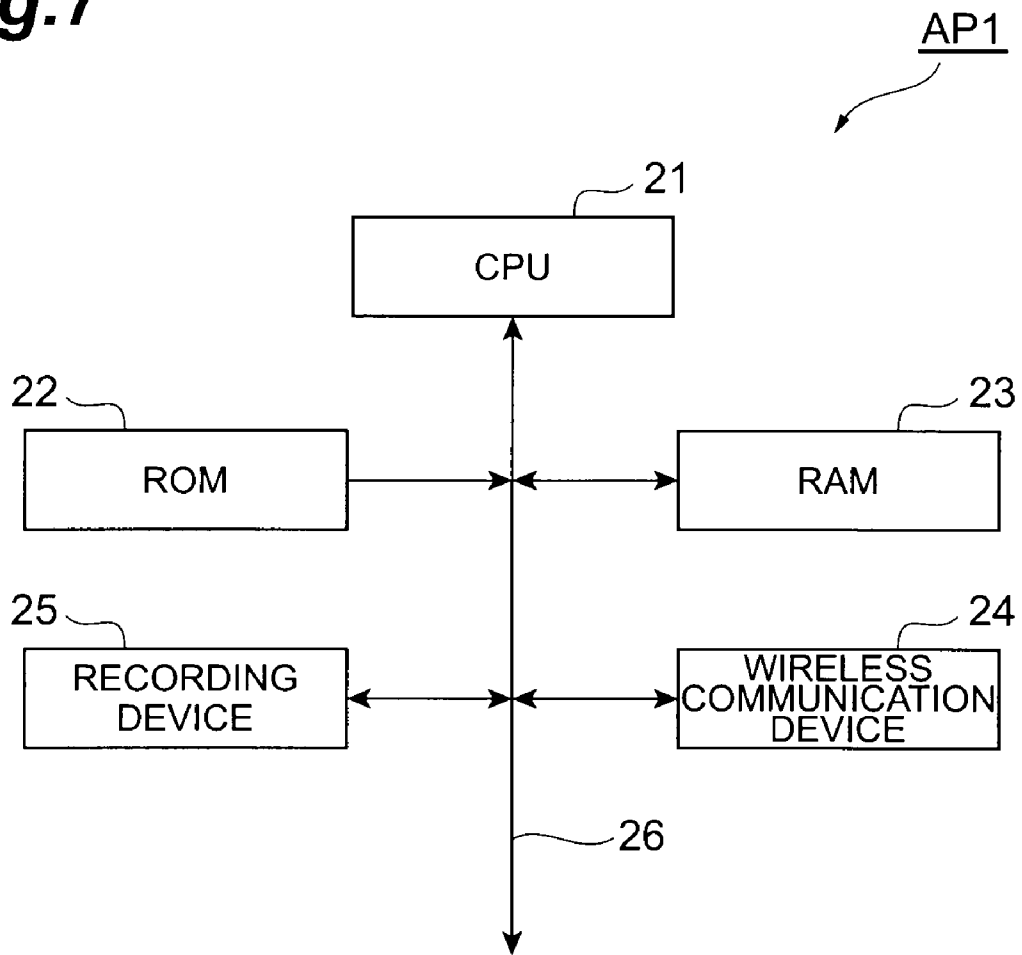 g.7
AP1
21
CPU
22
ROM
23
RAM
25
RECORDING
DEVICE
24
WIRELESS
COMMUNICATION
DEVICE
26